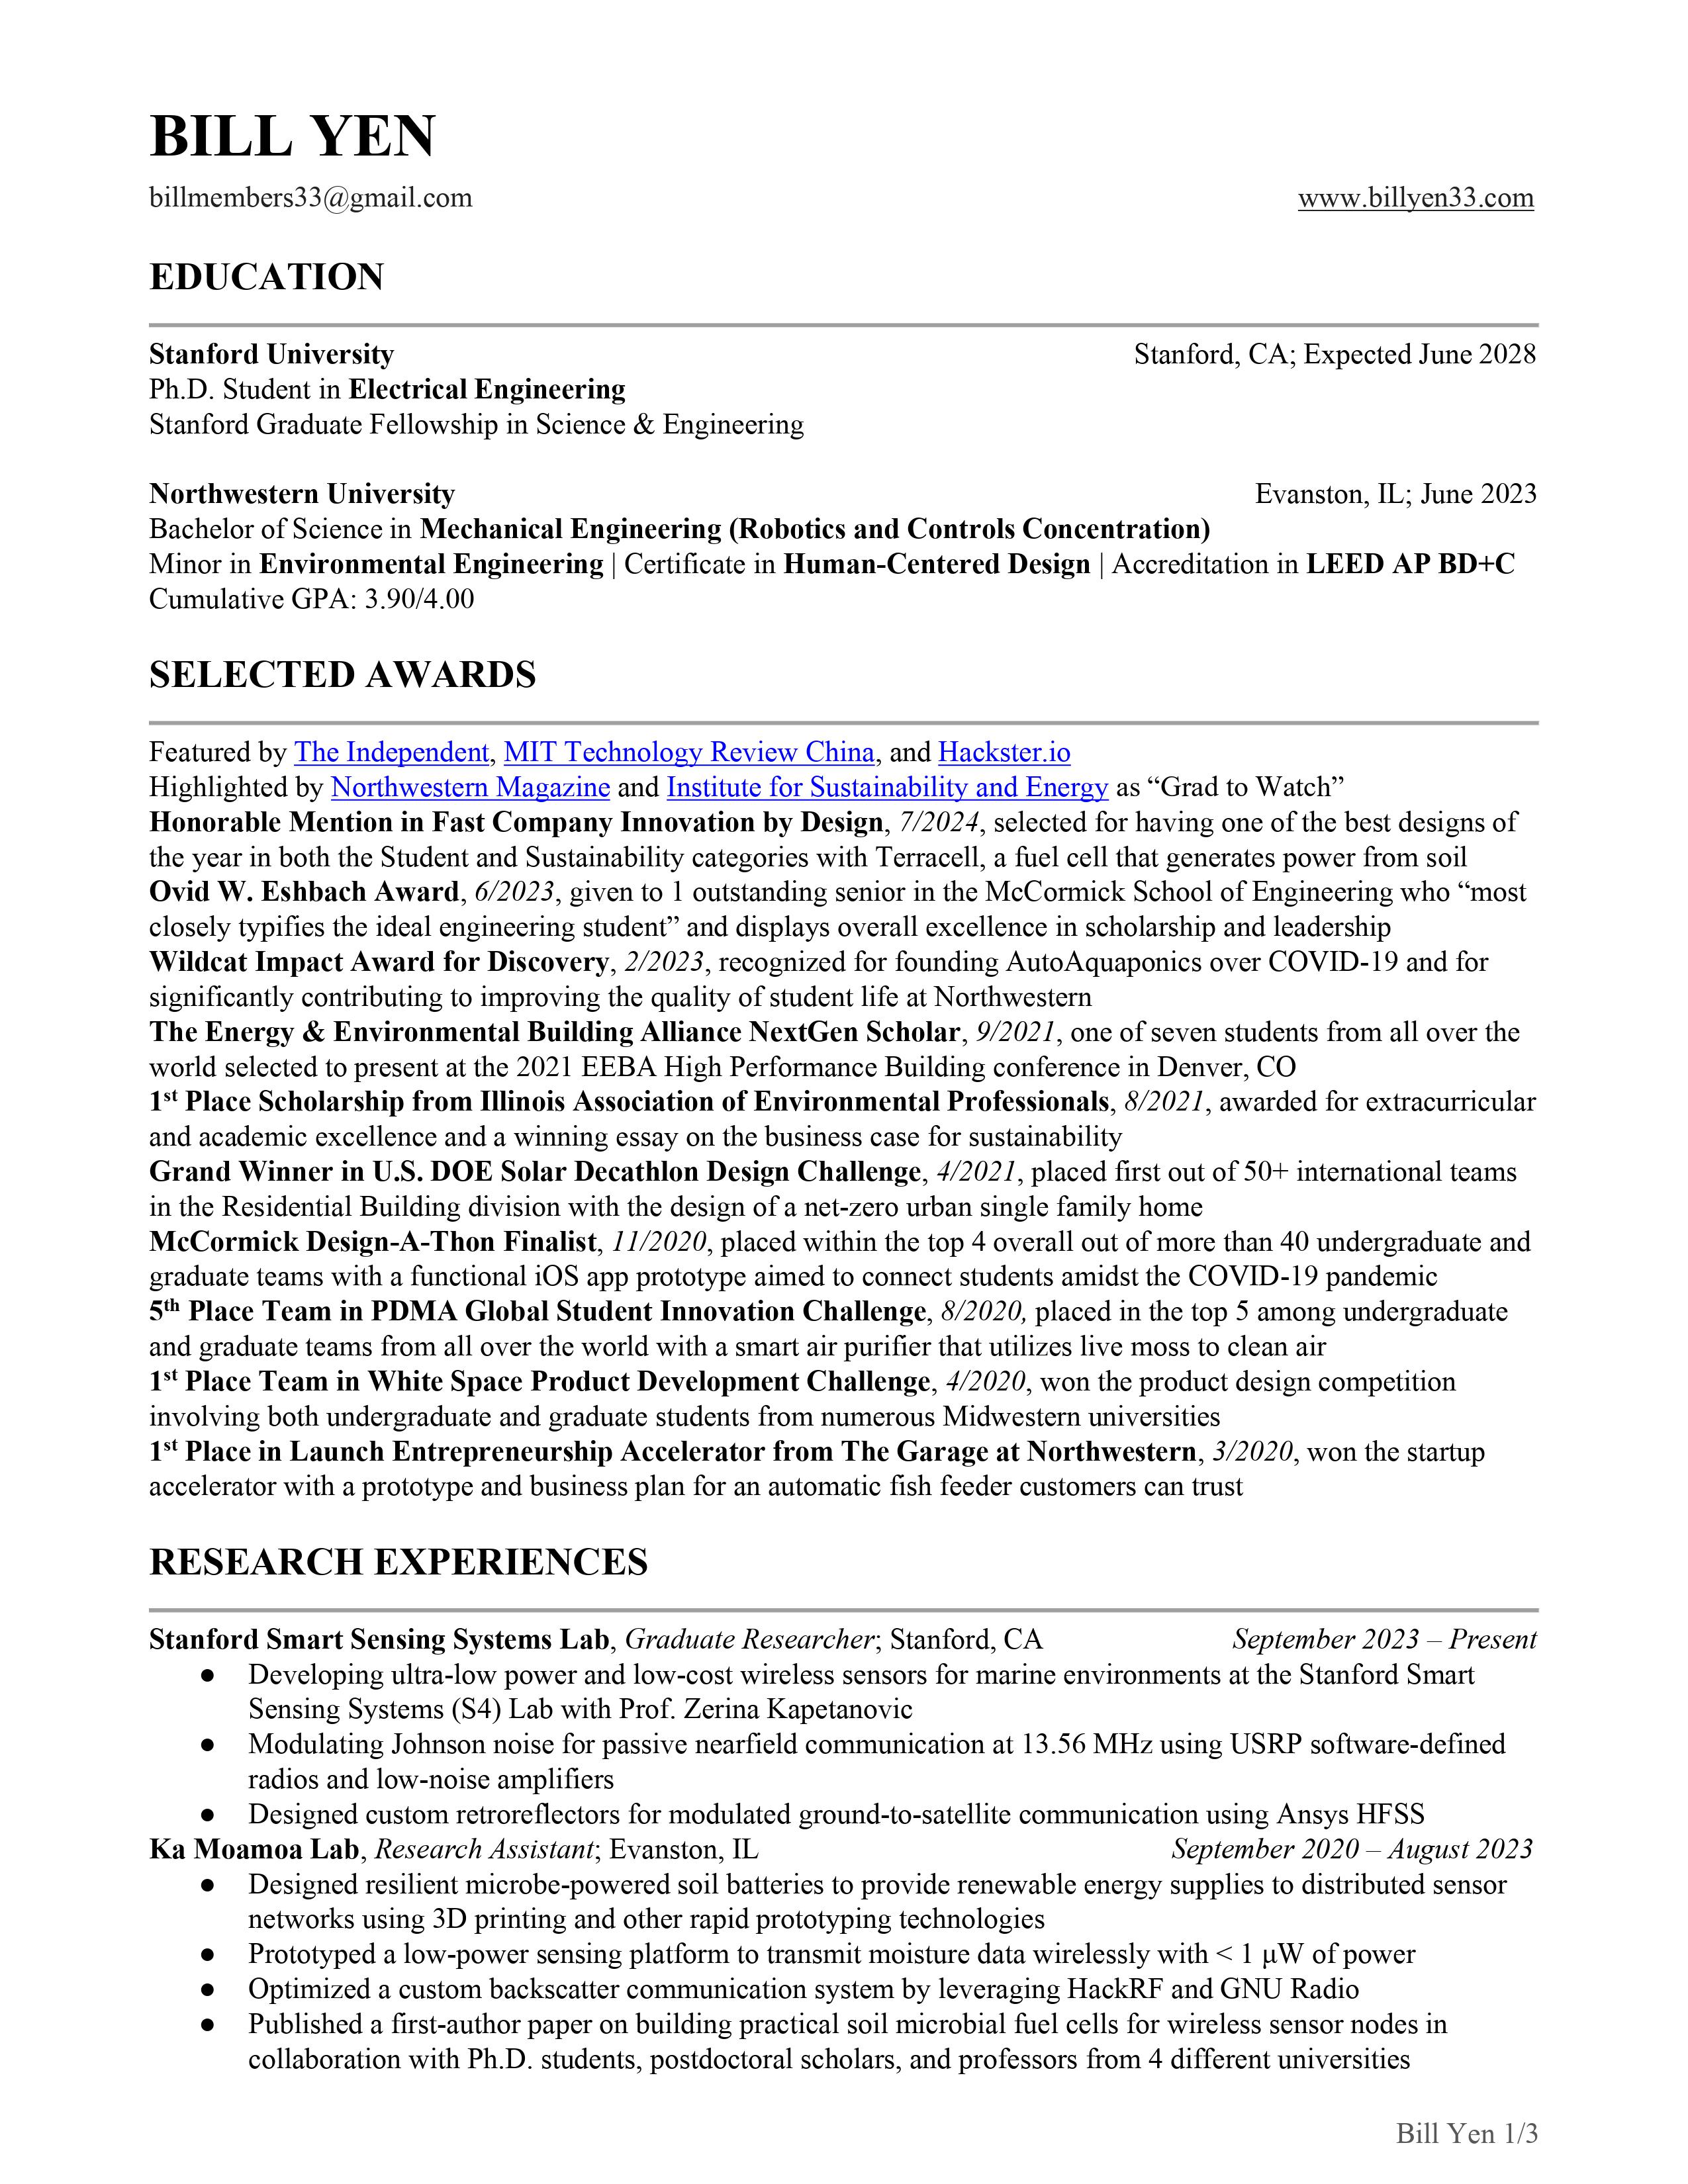 BILL YEN
billmembers33@gmail.com www.billyen33.com
EDUCATION
Stanford University Stanford, CA; Expected June 2028
Ph.D. Student in Electrical Engineering
Stanford Graduate Fellowship in Science & Engineering
Northwestern University Evanston, IL; June 2023
Bachelor of Science in Mechanical Engineering (Robotics and Controls Concentration)
Minor in Environmental Engineering | Certificate in Human-Centered Design | Accreditation in LEED AP BD+C
Cumulative GPA: 3.90/4.00
SELECTED AWARDS
Featured by The Independent, MIT Technology Review China, and Hackster.io
Highlighted by Northwestern Magazine and Institute for Sustainability and Energy as “Grad to Watch”
Honorable Mention in Fast Company Innovation by Design, 7/2024, selected for having one of the best designs of
the year in both the Student and Sustainability categories with Terracell, a fuel cell that generates power from soil
Ovid W. Eshbach Award, 6/2023, given to 1 outstanding senior in the McCormick School of Engineering who “most
closely typifies the ideal engineering student” and displays overall excellence in scholarship and leadership
Wildcat Impact Award for Discovery, 2/2023, recognized for founding AutoAquaponics over COVID-19 and for
significantly contributing to improving the quality of student life at Northwestern
The Energy & Environmental Building Alliance NextGen Scholar, 9/2021, one of seven students from all over the
world selected to present at the 2021 EEBA High Performance Building conference in Denver, CO
1st Place Scholarship from Illinois Association of Environmental Professionals, 8/2021, awarded for extracurricular
and academic excellence and a winning essay on the business case for sustainability
Grand Winner in U.S. DOE Solar Decathlon Design Challenge, 4/2021, placed first out of 50+ international teams
in the Residential Building division with the design of a net-zero urban single family home
McCormick Design-A-Thon Finalist, 11/2020, placed within the top 4 overall out of more than 40 undergraduate and
graduate teams with a functional iOS app prototype aimed to connect students amidst the COVID-19 pandemic
5th Place Team in PDMA Global Student Innovation Challenge, 8/2020, placed in the top 5 among undergraduate
and graduate teams from all over the world with a smart air purifier that utilizes live moss to clean air
1st Place Team in White Space Product Development Challenge, 4/2020, won the product design competition
involving both undergraduate and graduate students from numerous Midwestern universities
1st Place in Launch Entrepreneurship Accelerator from The Garage at Northwestern, 3/2020, won the startup
accelerator with a prototype and business plan for an automatic fish feeder customers can trust
RESEARCH EXPERIENCES
Stanford Smart Sensing Systems Lab, Graduate Researcher; Stanford, CA September 2023 – Present
● Developing ultra-low power and low-cost wireless sensors for marine environments at the Stanford Smart
Sensing Systems (S4) Lab with Prof. Zerina Kapetanovic
● Modulating Johnson noise for passive nearfield communication at 13.56 MHz using USRP software-defined
radios and low-noise amplifiers
● Designed custom retroreflectors for modulated ground-to-satellite communication using Ansys HFSS
Ka Moamoa Lab, Research Assistant; Evanston, IL September 2020 – August 2023
● Designed resilient microbe-powered soil batteries to provide renewable energy supplies to distributed sensor
networks using 3D printing and other rapid prototyping technologies
● Prototyped a low-power sensing platform to transmit moisture data wirelessly with < 1 μW of power
● Optimized a custom backscatter communication system by leveraging HackRF and GNU Radio
● Published a first-author paper on building practical soil microbial fuel cells for wireless sensor nodes in
collaboration with Ph.D. students, postdoctoral scholars, and professors from 4 different universities
Bill Yen 1/3